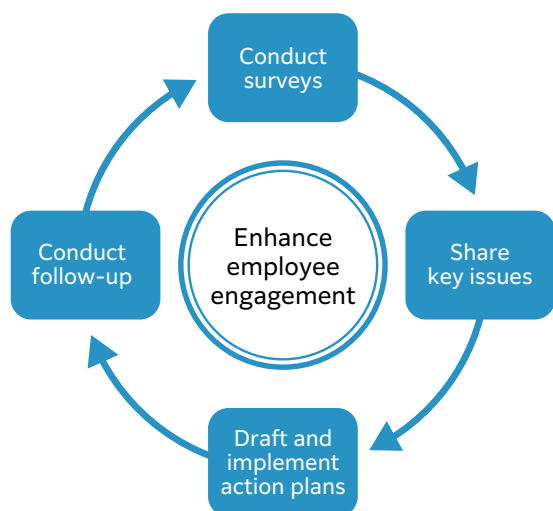 Conduct
surveys
Share
key issues
Draft and
implement
action plans
Conduct
follow-up
Enhance
employee
engagement